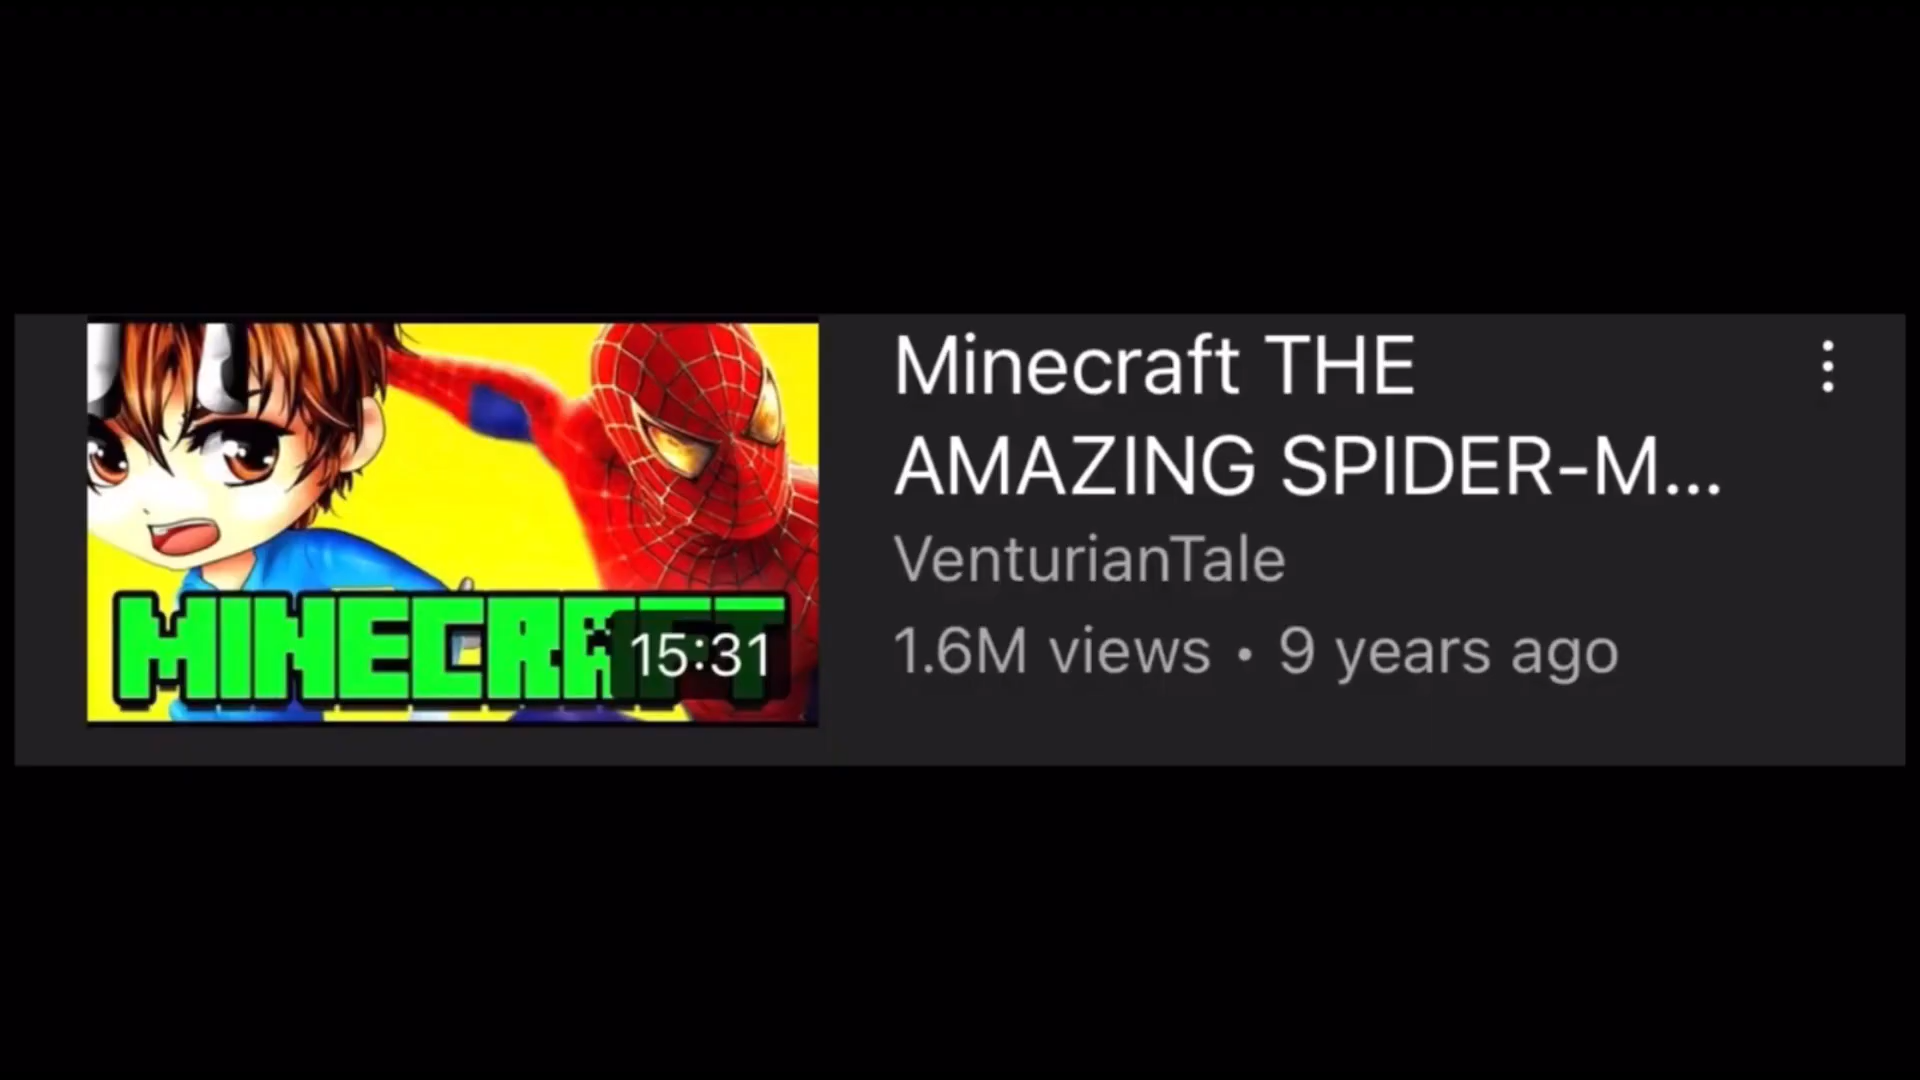 Minecraft THE
AMAZING SPIDER-M...
VenturianTale
1.6M views • 9 years ago
MINECRAFT
15:31